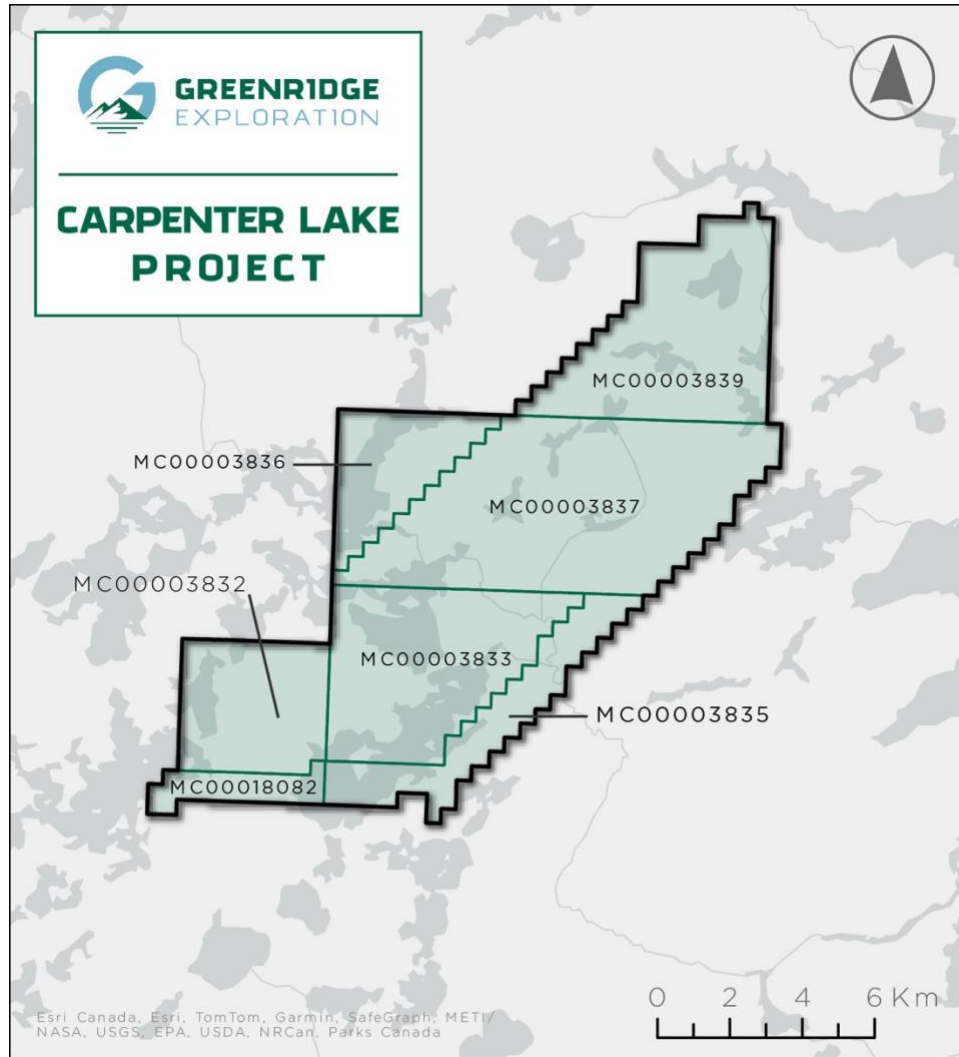 GREENRIDGE
EXPLORATION
CARPENTER LAKE
PROJECT
MC00003839
MC00003836
MC00003837
MC00003832
MC00003833
MC00003835
MC00018082
0 2 4 6 Km
Esri Canada, Esri, TomTom, Garmin, SafeGraph, METI/
NASA, USGS, EPA, USDA, NRCan, Parks Canada